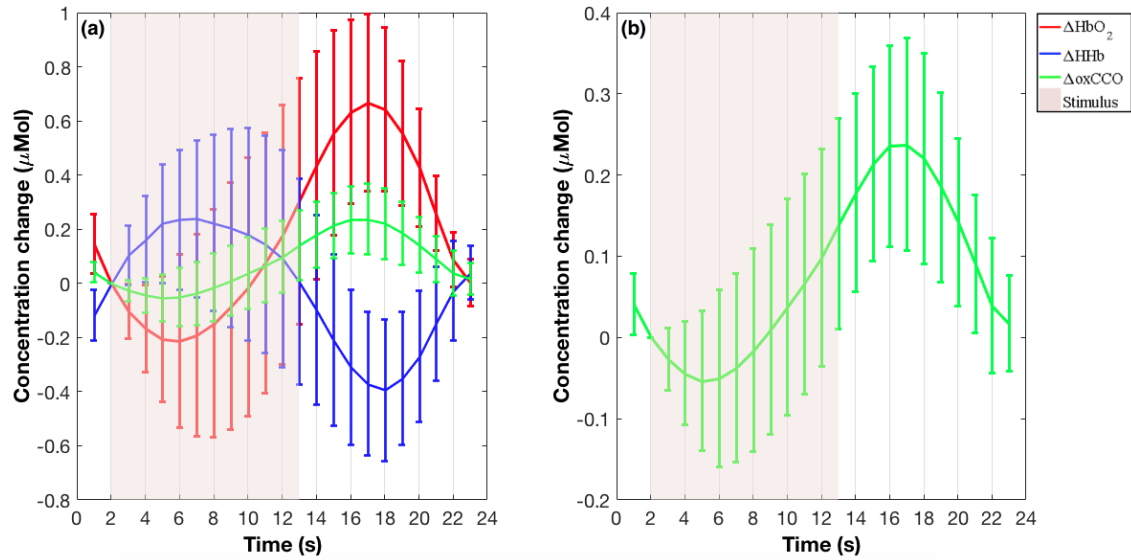 (a)
Concentration change (μMol)
1
0.8
0.6
0.4
0.2
0
-0.2
-0.4
-0.6
-0.8
0 2 4 6 8 10 12 14 16 18 20 22 24
Time (s)
(b)
Concentration change (μMol)
0.4
0.3
0.2
0.1
0
-0.1
-0.2
0 2 4 6 8 10 12 14 16 18 20 22 24
Time (s)
ΔHbO₂
ΔHHb
ΔoxCCO
Stimulus